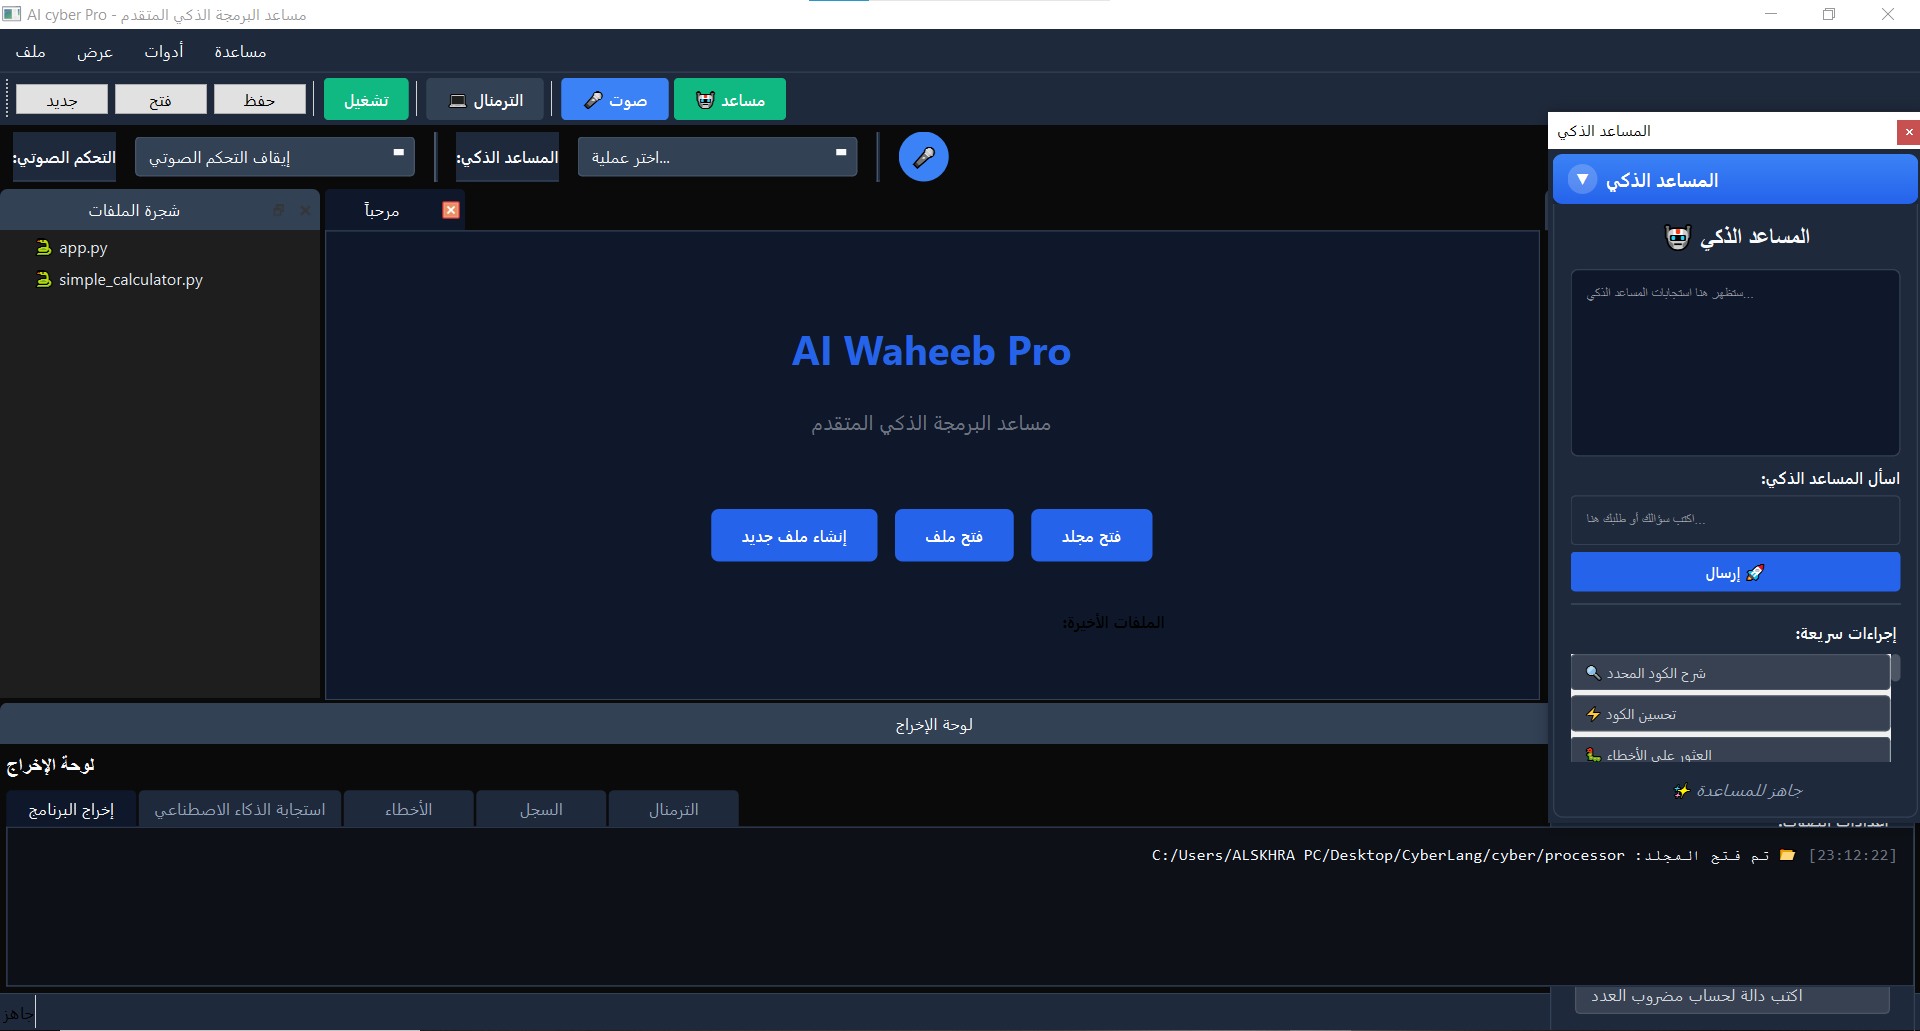 AI cyber Pro - مساعد البرمجة الذكي المتقدم
ملف
عرض
أدوات
مساعدة
جديد
فتح
حفظ
تشغيل
الترمنال
صوت
مساعد
التحكم الصوتي:
إيقاف التحكم الصوتي
المساعد الذكي:
اختر عملية...
شجرة الملفات
app.py
simple_calculator.py
مرحباً
AI Waheeb Pro
مساعد البرمجة الذكي المتقدم
إنشاء ملف جديد
فتح ملف
فتح مجلد
الملفات الأخيرة:
المساعد الذكي
المساعد الذكي
المساعد الذكي
ستظهر هنا استجابات المساعد الذكي...
اسأل المساعد الذكي:
اكتب سؤالك أو طلبك هنا...
إرسال
إجراءات سريعة:
شرح الكود المحدد
تحسين الكود
العثور على الأخطاء
جاهز للمساعدة
لوحة الإخراج
لوحة الإخراج
إخراج البرنامج
استجابة الذكاء الاصطناعي
الأخطاء
السجل
الترمنال
[23:12:22] تم فتح المجلد: C:/Users/ALSKHRA PC/Desktop/CyberLang/cyber/processor
اكتب دالة لحساب مضروب العدد
جاهز